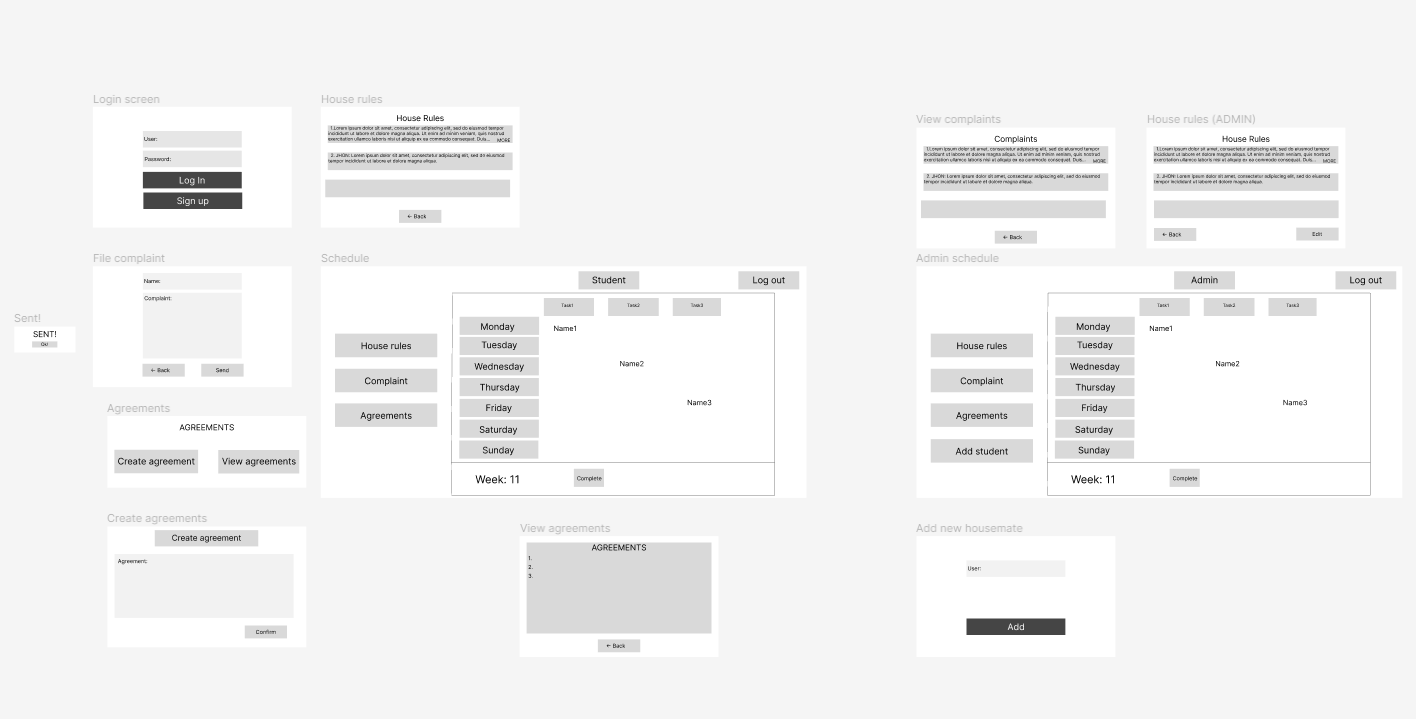 Login screen
User:
Password:
Log In
Sign up
House rules
House Rules
1.Lorem ipsum dolor sit amet, consectetur adipiscing elit, sed do eiusmod tempor
incididunt ut labore et dolore magna aliqua. Ut enim ad minim veniam, quis nostrud
exercitation ullamco laboris nisi ut aliquip ex ea commodo consequat. Duis... MORE
2. JHON: Lorem ipsum dolor sit amet, consectetur adipiscing elit, sed do eiusmod
tempor incididunt ut labore et dolore magna aliqua.
← Back
View complaints
Complaints
1.Lorem ipsum dolor sit amet, consectetur adipiscing elit, sed do eiusmod tempor
incididunt ut labore et dolore magna aliqua. Ut enim ad minim veniam, quis nostrud
exercitation ullamco laboris nisi ut aliquip ex ea commodo consequat. Duis... MORE
2. JHON: Lorem ipsum dolor sit amet, consectetur adipiscing elit, sed do eiusmod
tempor incididunt ut labore et dolore magna aliqua.
← Back
House rules (ADMIN)
House Rules
1.Lorem ipsum dolor sit amet, consectetur adipiscing elit, sed do eiusmod tempor
incididunt ut labore et dolore magna aliqua. Ut enim ad minim veniam, quis nostrud
exercitation ullamco laboris nisi ut aliquip ex ea commodo consequat. Duis... MORE
2. JHON: Lorem ipsum dolor sit amet, consectetur adipiscing elit, sed do eiusmod
tempor incididunt ut labore et dolore magna aliqua.
← Back
Edit
Sent!
SENT!
Ok!
File complaint
Name:
Complaint:
← Back
Send
Schedule
Student
Log out
Task1
Task2
Task3
House rules
Complaint
Agreements
Monday
Name1
Tuesday
Wednesday
Name2
Thursday
Friday
Name3
Saturday
Sunday
Week: 11
Complete
Admin schedule
Admin
Log out
Task1
Task2
Task3
House rules
Complaint
Agreements
Add student
Monday
Name1
Tuesday
Wednesday
Name2
Thursday
Friday
Name3
Saturday
Sunday
Week: 11
Complete
Agreements
AGREEMENTS
Create agreement
View agreements
Create agreements
Create agreement
Agreement:
Confirm
View agreements
AGREEMENTS
1.
2.
3.
← Back
Add new housemate
User:
Add